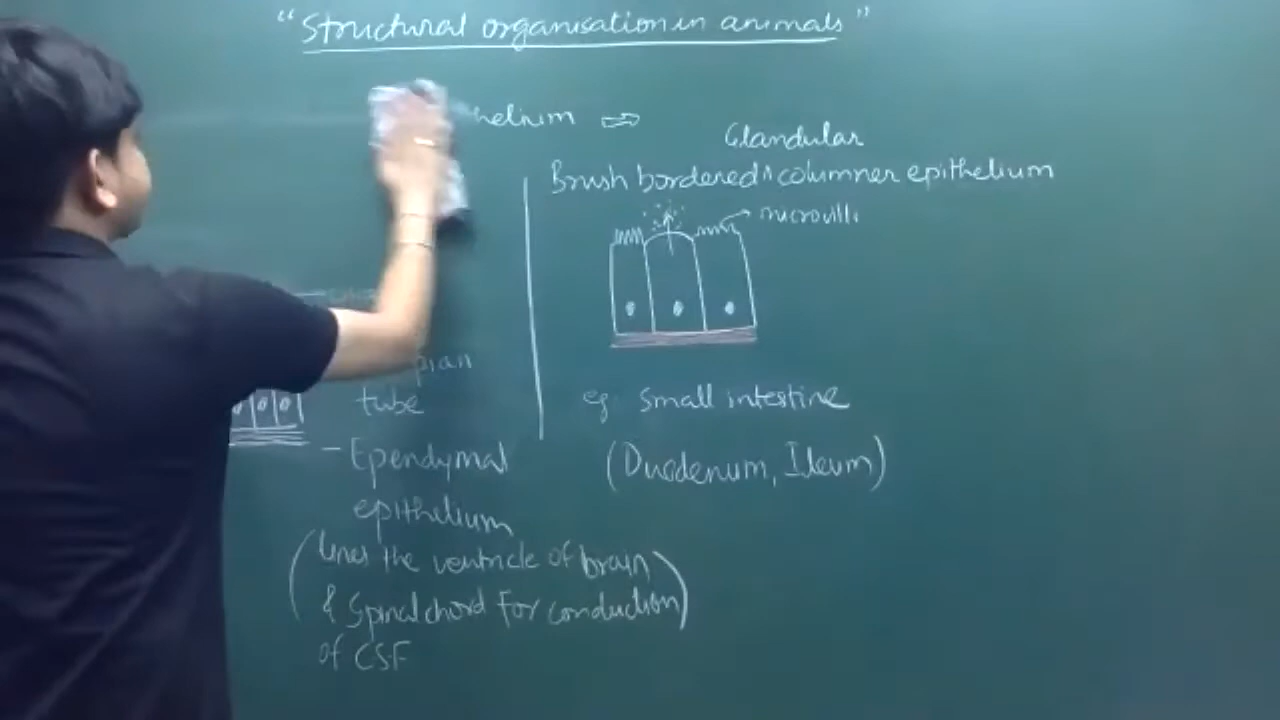 "Structural organisation in animals"
helium ⇒
Glandular
Brush bordered ^ columner epithelium
microvilli
pian
tube
eg. Small intestine
- Ependymal
(Duodenum, Ileum)
epithelium
(lines the ventricle of brain
& Spinal chord For conduction)
of CSF